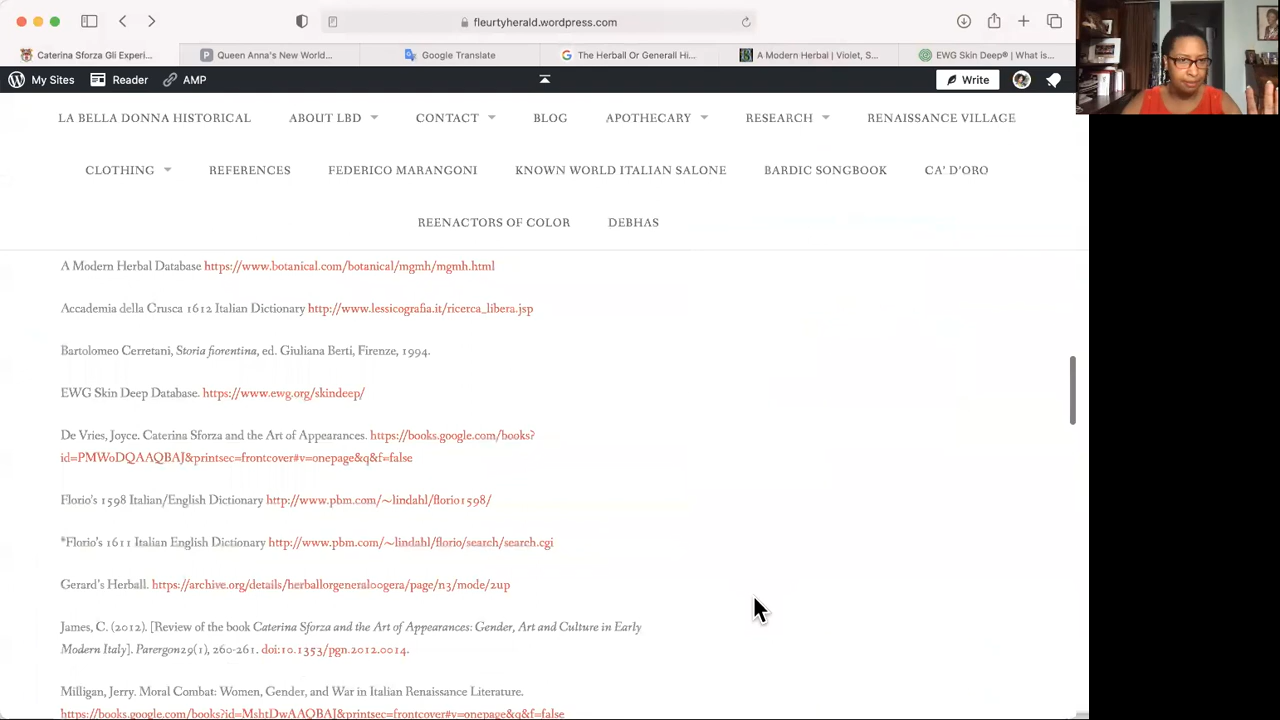 fleurtyherald.wordpress.com
Caterina Sforza Gli Experi...
Queen Anna's New World...
Google Translate
The Herball Or Generall Hi...
A Modern Herbal | Violet, S...
EWG Skin Deep® | What is...
My Sites
Reader
AMP
Write
LA BELLA DONNA HISTORICAL ABOUT LBD CONTACT BLOG APOTHECARY RESEARCH RENAISSANCE VILLAGE
CLOTHING REFERENCES FEDERICO MARANGONI KNOWN WORLD ITALIAN SALONE BARDIC SONGBOOK CA' D'ORO
REENACTORS OF COLOR DEBHAS
A Modern Herbal Database https://www.botanical.com/botanical/mgmh/mgmh.html
Accademia della Crusca 1612 Italian Dictionary http://www.lessicografia.it/ricerca_libera.jsp
Bartolomeo Cerretani, Storia fiorentina, ed. Giuliana Berti, Firenze, 1994.
EWG Skin Deep Database. https://www.ewg.org/skindeep/
De Vries, Joyce. Caterina Sforza and the Art of Appearances. https://books.google.com/books?
id=PMWoDQAAQBAJ&printsec=frontcover#v=onepage&q&f=false
Florio's 1598 Italian/English Dictionary http://www.pbm.com/~lindahl/florio1598/
*Florio's 1611 Italian English Dictionary http://www.pbm.com/~lindahl/florio/search/search.cgi
Gerard's Herball. https://archive.org/details/herballorgeneraloogera/page/n3/mode/2up
James, C. (2012). [Review of the book Caterina Sforza and the Art of Appearances: Gender, Art and Culture in Early
Modern Italy]. Parergon29(1), 260-261. doi:10.1353/pgn.2012.0014.
Milligan, Jerry. Moral Combat: Women, Gender, and War in Italian Renaissance Literature.
https://books.google.com/books?id=MshtDwAAQBAJ&printsec=frontcover#v=onepage&q&f=false